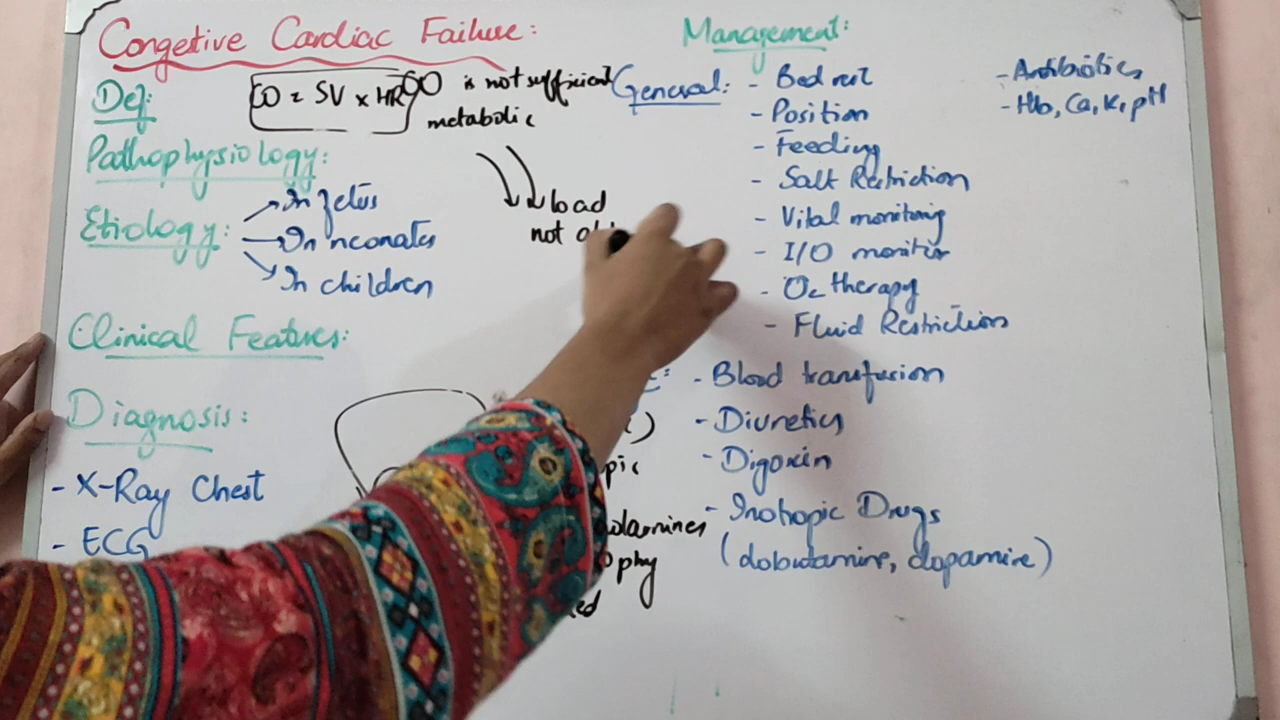 Congestive Cardiac Failure:
Def:
CO = SV x HR
CO is not sufficient
metabolic
Pathophysiology:
Etiology:
In fetus
In neonates
In children
load
not
Clinical Features:
Diagnosis:
- X-Ray Chest
- ECG
Management:
General:
- Bed rest
- Position
- Feeding
- Salt Restriction
- Vital monitoring
- I/O monitor
- O2 therapy
- Fluid Restriction
- Antibiotics
- Hb, Ca, K, pH
- Blood transfusion
- Diuretics
- Digoxin
- Inotropic Drugs
(dobutamine, dopamine)